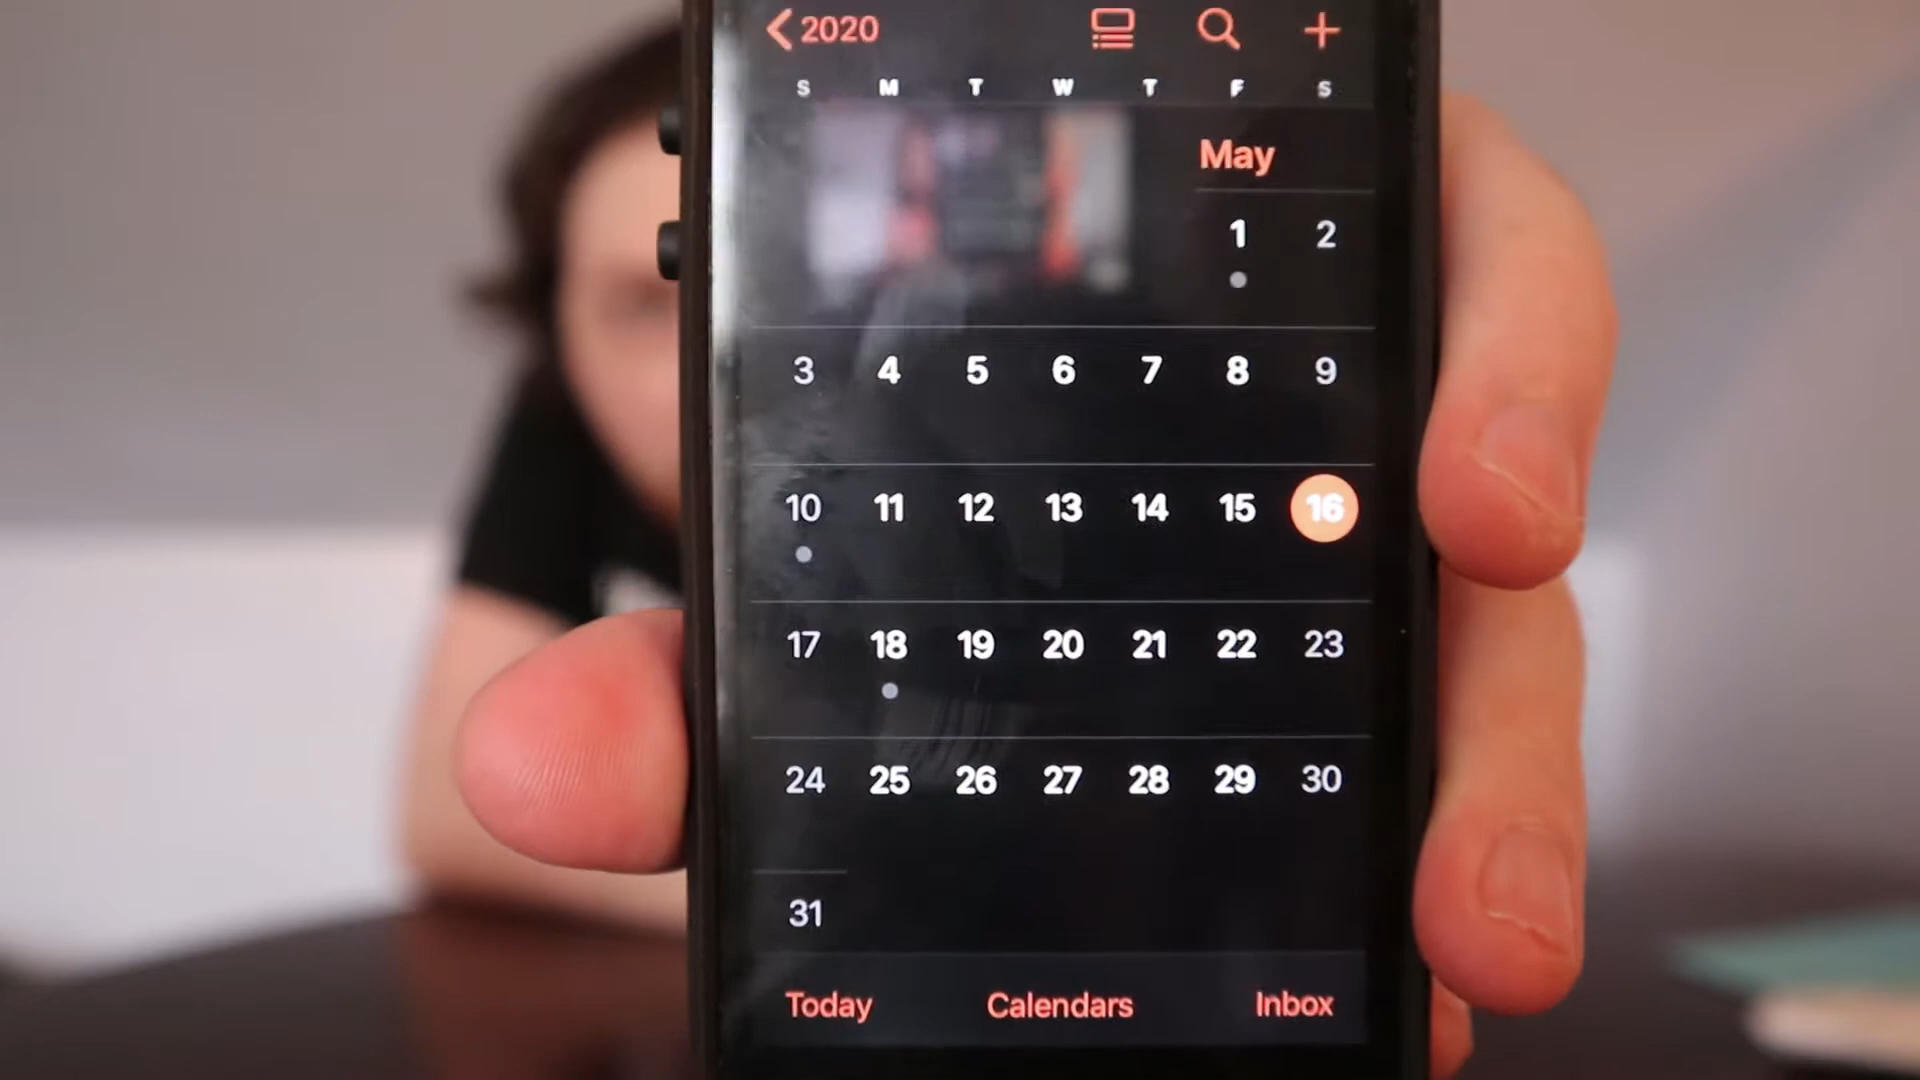 2020
S M T W T F S
May
1 2
3 4 5 6 7 8 9
10 11 12 13 14 15 16
17 18 19 20 21 22 23
24 25 26 27 28 29 30
31
Today Calendars Inbox